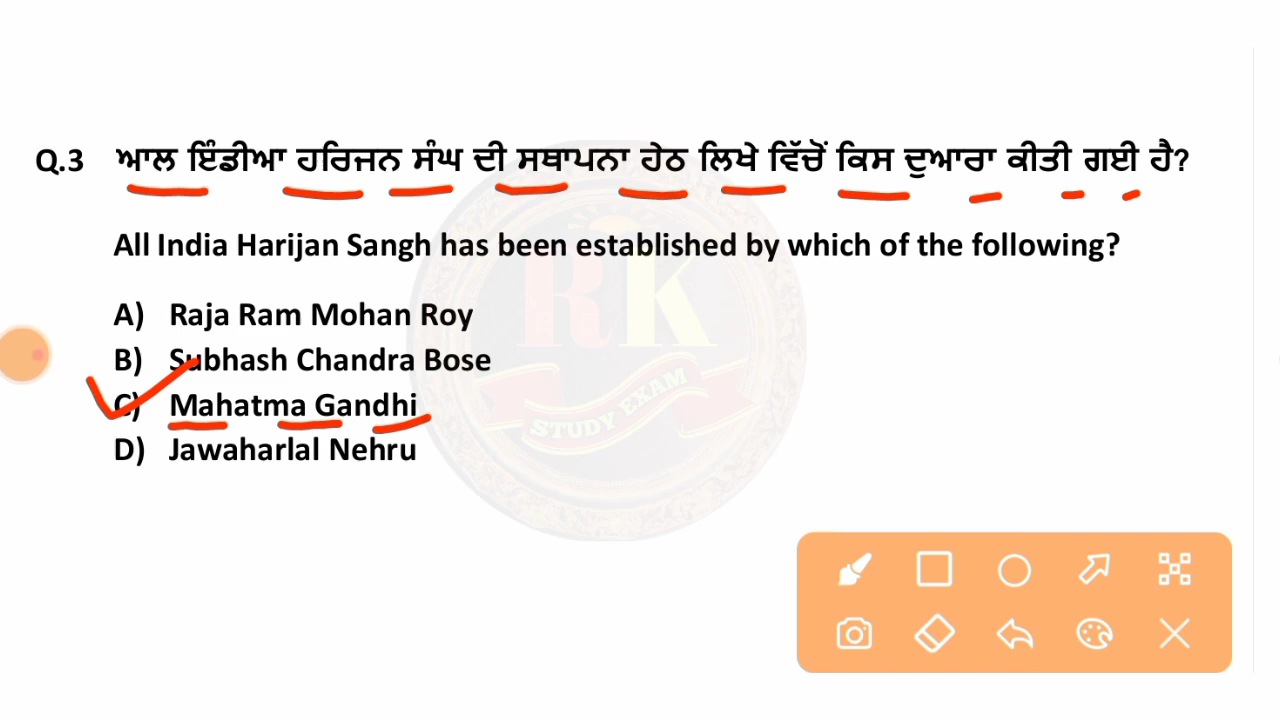 Q.3 ਆਲ ਇੰਡੀਆ ਹਰਿਜਨ ਸੰਘ ਦੀ ਸਥਾਪਨਾ ਹੇਠ ਲਿਖੇ ਵਿੱਚੋਂ ਕਿਸ ਦੁਆਰਾ ਕੀਤੀ ਗਈ ਹੈ?
All India Harijan Sangh has been established by which of the following?
A) Raja Ram Mohan Roy
B) Subhash Chandra Bose
C) Mahatma Gandhi
D) Jawaharlal Nehru
RK
STUDY EXAM